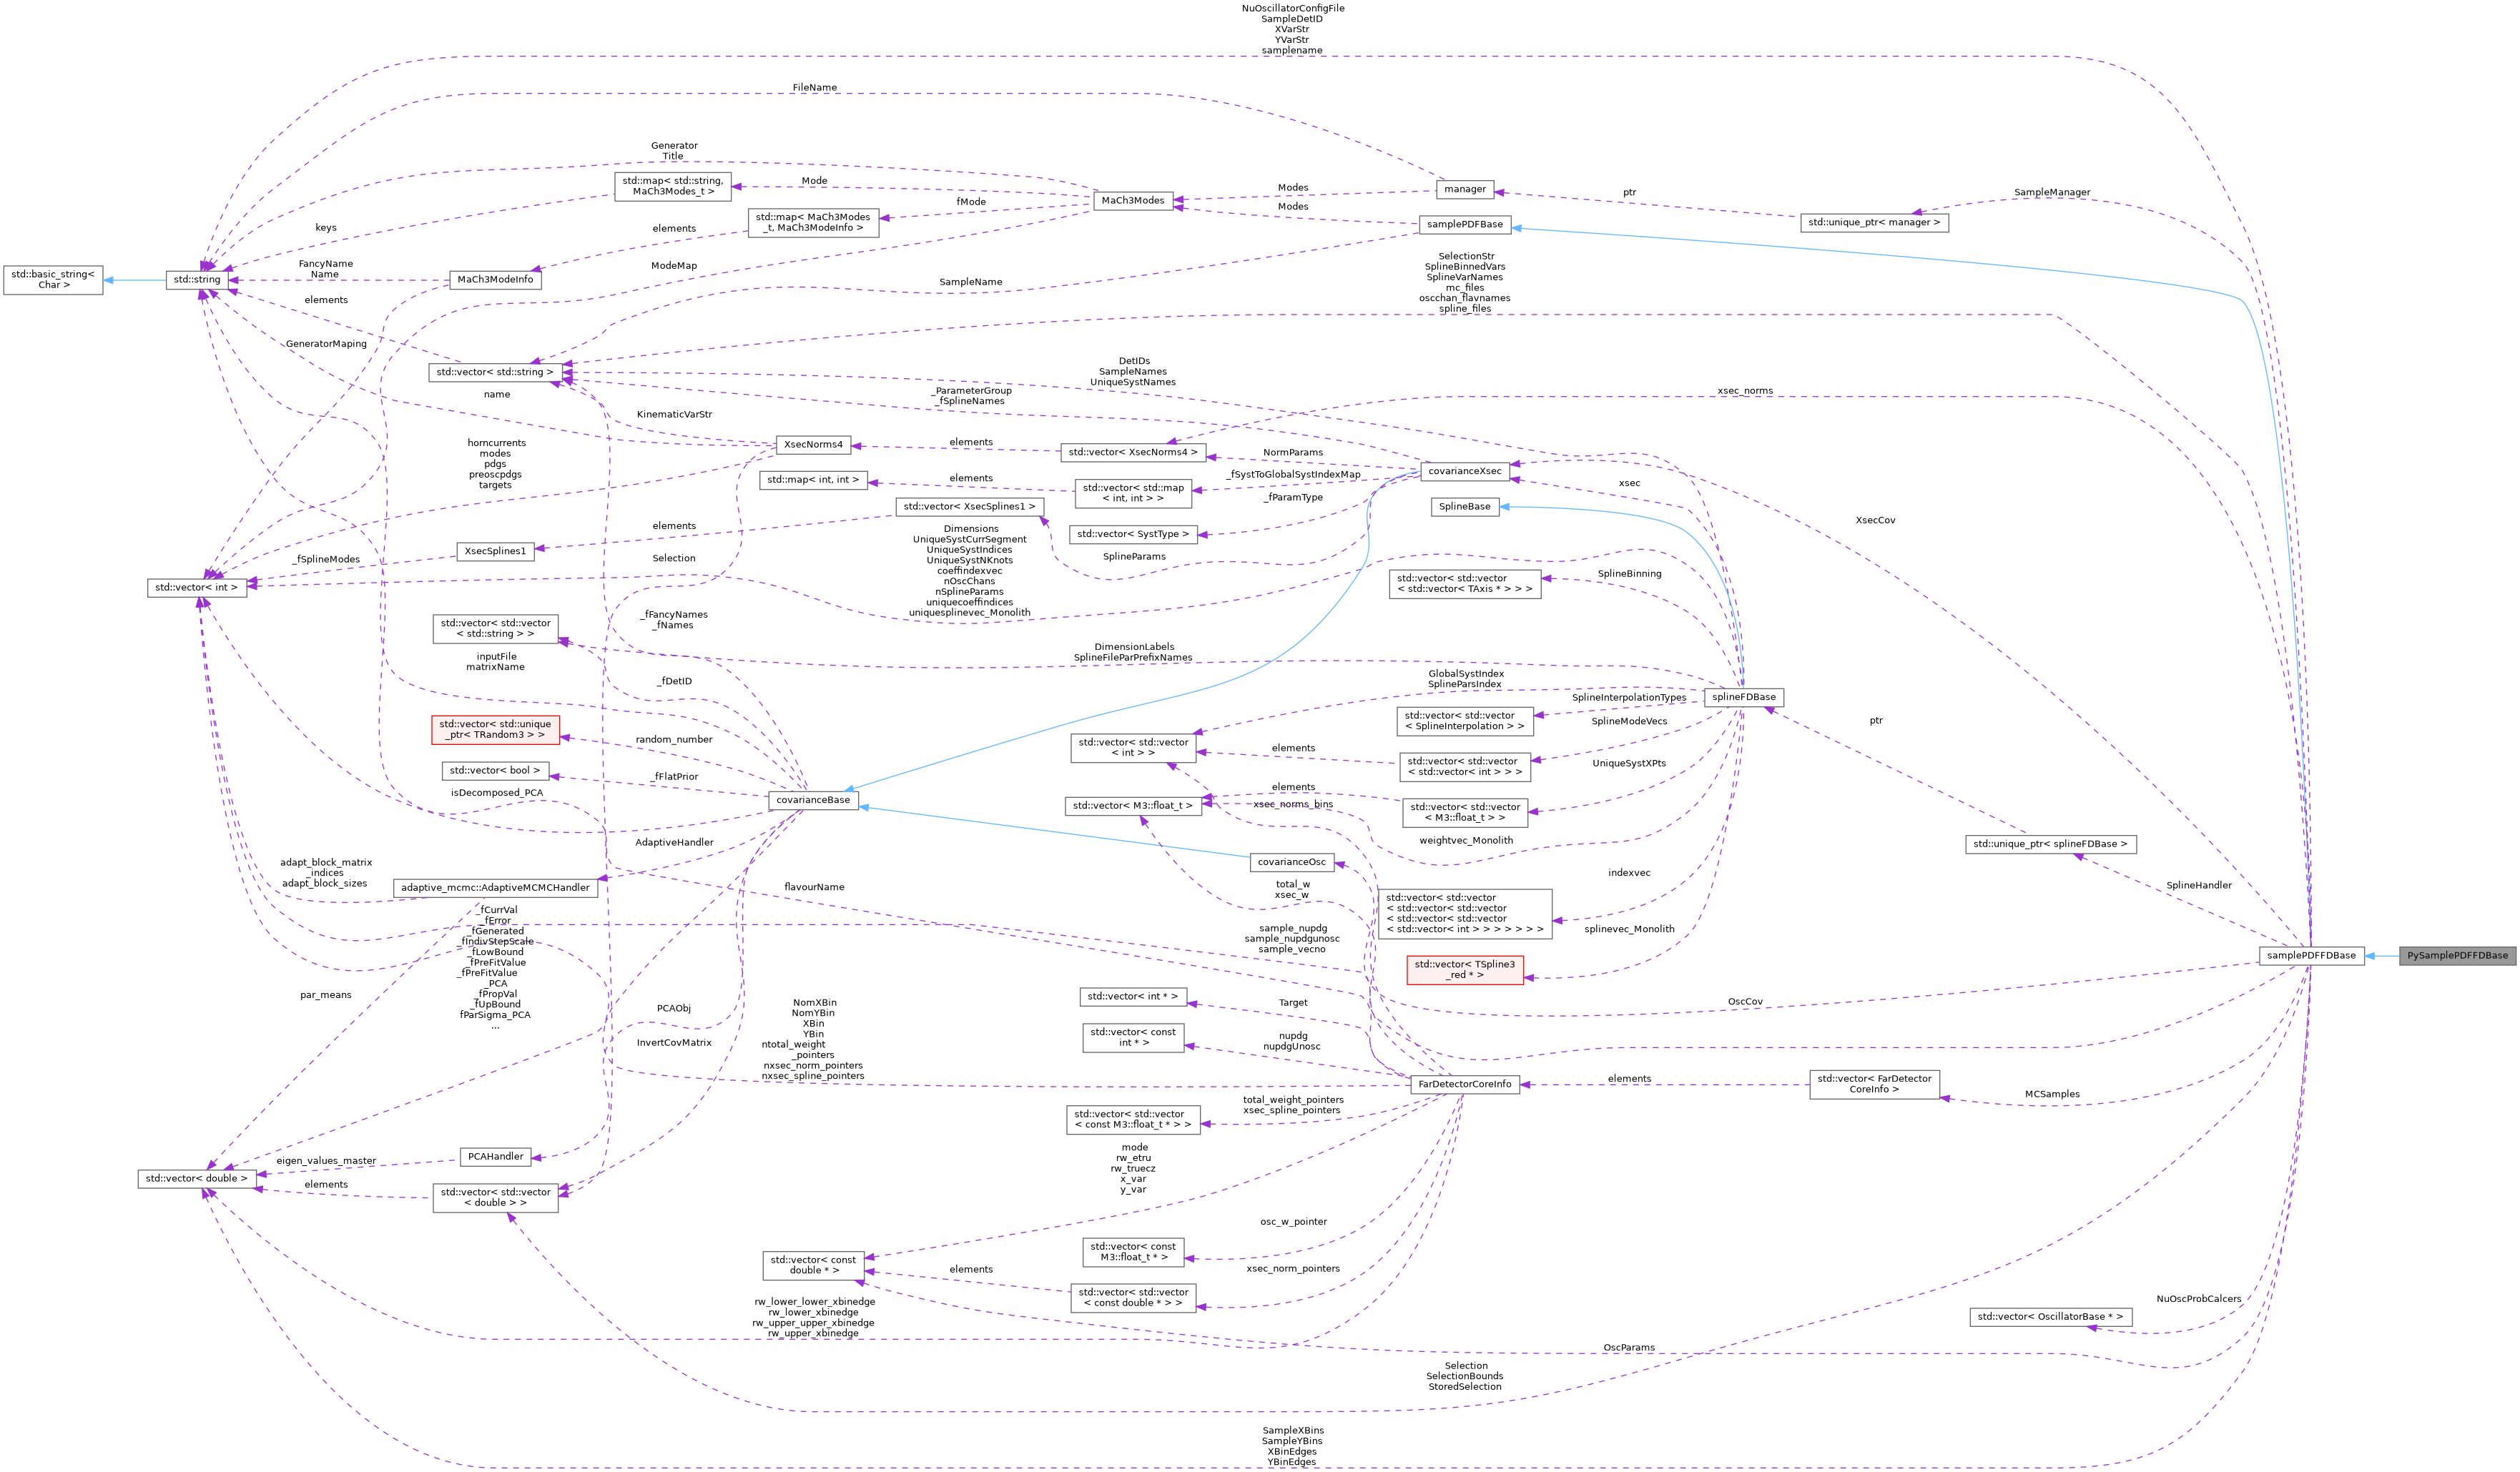 NuOscillatorConfigFile
SampleDetID
XVarStr
YVarStr
samplename
FileName
Generator
Title
std::map< std::string,
MaCh3Modes_t >
Mode
MaCh3Modes
Modes
manager
ptr
SampleManager
std::unique_ptr< manager >
fMode
Modes
std::map< MaCh3Modes
_t, MaCh3ModeInfo >
samplePDFBase
keys
elements
FancyName
Name
ModeMap
std::basic_string<
Char >
std::string
MaCh3ModeInfo
SampleName
elements
SelectionStr
SplineBinnedVars
SplineVarNames
mc_files
oscchan_flavnames
spline_files
GeneratorMaping
std::vector< std::string >
DetIDs
SampleNames
UniqueSystNames
_ParameterGroup
_fSplineNames
xsec_norms
name
KinematicVarStr
XsecNorms4
elements
std::vector< XsecNorms4 >
NormParams
covarianceXsec
horncurrents
modes
pdgs
preoscpdgs
targets
std::map< int, int >
elements
std::vector< std::map
< int, int > >
_fSystToGlobalSystIndexMap
xsec
_fParamType
std::vector< XsecSplines1 >
SplineBase
XsecCov
elements
Dimensions
UniqueSystCurrSegment
UniqueSystIndices
UniqueSystNKnots
coeffindexvec
nOscChans
nSplineParams
uniquecoeffindices
uniquesplinevec_Monolith
std::vector< SystType >
XsecSplines1
_fSplineModes
Selection
SplineParams
std::vector< int >
std::vector< std::vector
< std::vector< TAxis * > > >
SplineBinning
std::vector< std::vector
< std::string > >
_fFancyNames
_fNames
inputFile
matrixName
DimensionLabels
SplineFileParPrefixNames
_fDetID
GlobalSystIndex
SplineParsIndex
splineFDBase
SplineInterpolationTypes
std::vector< std::vector
< SplineInterpolation > >
SplineModeVecs
ptr
std::vector< std::unique
_ptr< TRandom3 > >
random_number
std::vector< std::vector
< int > >
elements
std::vector< std::vector
< std::vector< int > > >
UniqueSystXPts
std::vector< bool >
_fFlatPrior
isDecomposed_PCA
covarianceBase
elements
std::vector< M3::float_t >
xsec_norms_bins
std::vector< std::vector
< M3::float_t > >
AdaptiveHandler
weightvec_Monolith
std::unique_ptr< splineFDBase >
covarianceOsc
indexvec
SplineHandler
adapt_block_matrix
_indices
adapt_block_sizes
adaptive_mcmc::AdaptiveMCMCHandler
flavourName
total_w
xsec_w
std::vector< std::vector
< std::vector< std::vector
< std::vector< std::vector
< std::vector< int > > > > > > >
_fCurrVal
_fError
_fGenerated
_fIndivStepScale
_fLowBound
_fPreFitValue
_fPreFitValue
_PCA
_fPropVal
_fUpBound
fParSigma_PCA
...
sample_nupdg
sample_nupdgunosc
sample_vecno
splinevec_Monolith
std::vector< TSpline3
_red * >
samplePDFFDBase
PySamplePDFFDBase
par_means
PCAObj
NomXBin
NomYBin
XBin
YBin
ntotal_weight
_pointers
nxsec_norm_pointers
nxsec_spline_pointers
std::vector< int * >
Target
OscCov
std::vector< const
int * >
nupdg
nupdgUnosc
InvertCovMatrix
FarDetectorCoreInfo
elements
std::vector< FarDetector
CoreInfo >
MCSamples
total_weight_pointers
xsec_spline_pointers
std::vector< std::vector
< const M3::float_t * > >
mode
rw_etru
rw_truecz
x_var
y_var
PCAHandler
eigen_values_master
std::vector< double >
elements
std::vector< std::vector
< double > >
osc_w_pointer
std::vector< const
M3::float_t * >
std::vector< const
double * >
elements
xsec_norm_pointers
std::vector< std::vector
< const double * > >
NuOscProbCalcers
std::vector< OscillatorBase * >
rw_lower_lower_xbinedge
rw_lower_xbinedge
rw_upper_upper_xbinedge
rw_upper_xbinedge
OscParams
Selection
SelectionBounds
StoredSelection
SampleXBins
SampleYBins
XBinEdges
YBinEdges